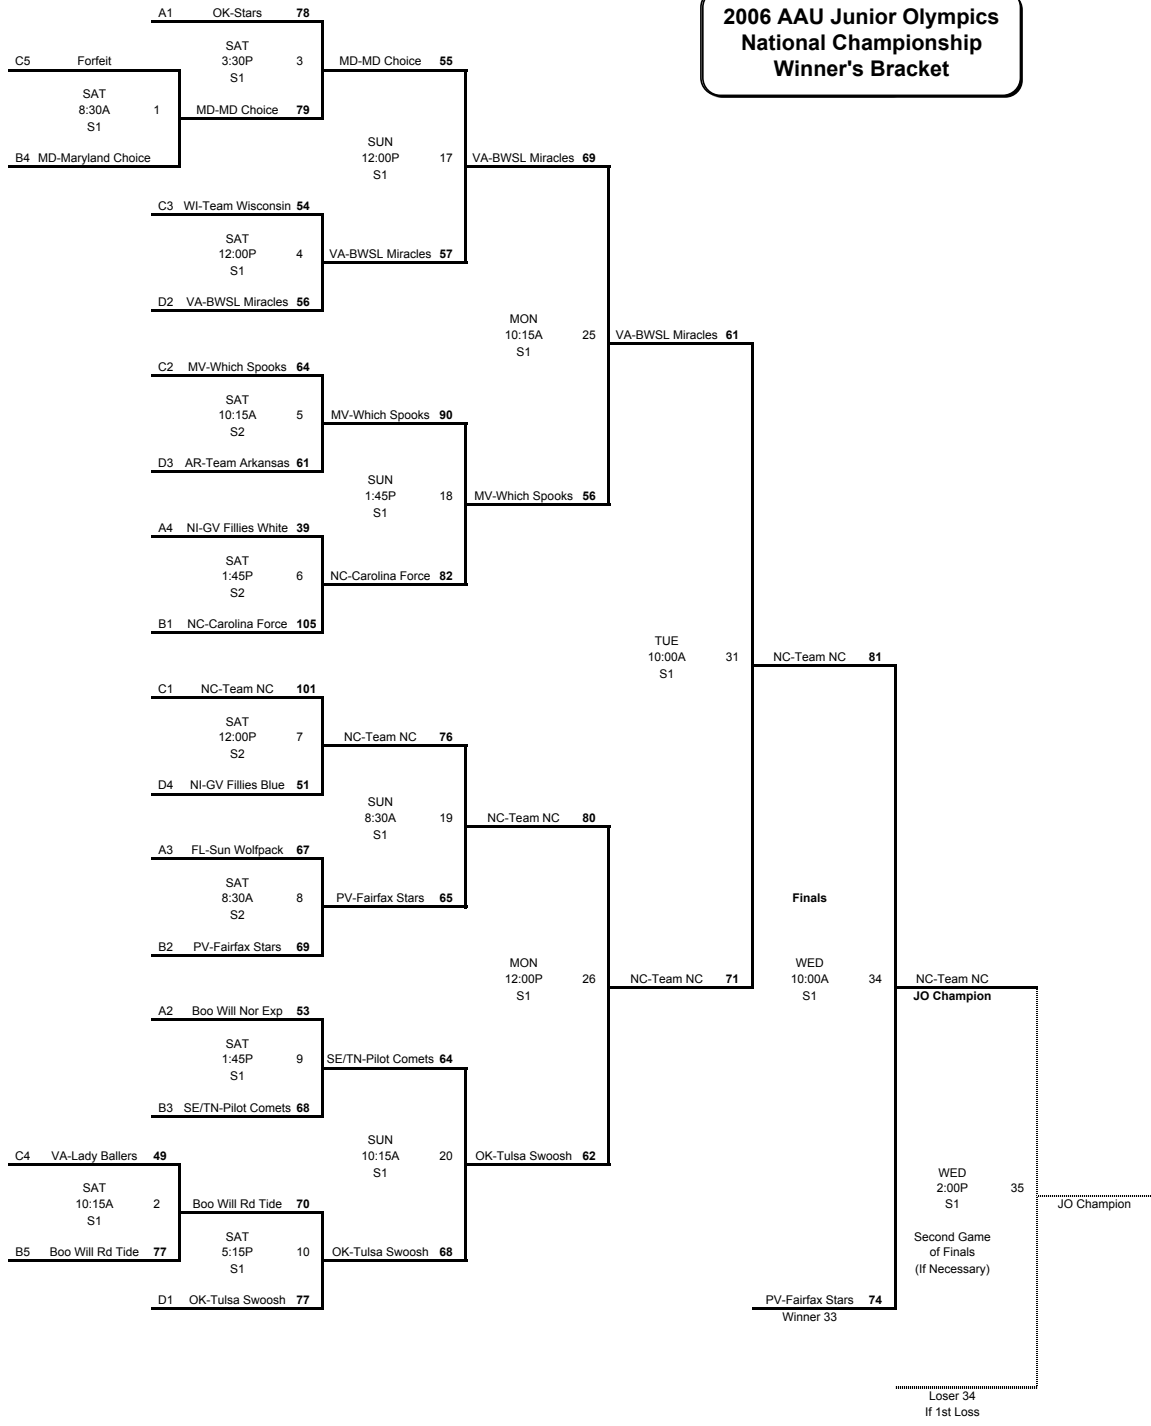 2006 AAU Junior Olympics
National Championship
Winner's Bracket
A1 OK-Stars 78
SAT
3:30P 3
S1
MD-MD Choice 55
C5 Forfeit
SAT
8:30A 1
S1
MD-MD Choice 79
B4 MD-Maryland Choice
SUN
12:00P 17
S1
VA-BWSL Miracles 69
C3 WI-Team Wisconsin 54
SAT
12:00P 4
S1
VA-BWSL Miracles 57
D2 VA-BWSL Miracles 56
MON
10:15A 25
S1
VA-BWSL Miracles 61
C2 MV-Which Spooks 64
SAT
10:15A 5
S2
MV-Which Spooks 90
D3 AR-Team Arkansas 61
SUN
1:45P 18
S1
MV-Which Spooks 56
A4 NI-GV Fillies White 39
SAT
1:45P 6
S2
NC-Carolina Force 82
B1 NC-Carolina Force 105
TUE
10:00A 31
S1
NC-Team NC 81
C1 NC-Team NC 101
SAT
12:00P 7
S2
NC-Team NC 76
D4 NI-GV Fillies Blue 51
SUN
8:30A 19
S1
NC-Team NC 80
A3 FL-Sun Wolfpack 67
SAT
8:30A 8
S2
PV-Fairfax Stars 65
B2 PV-Fairfax Stars 69
Finals
MON
12:00P 26
S1
NC-Team NC 71
WED
10:00A 34
S1
NC-Team NC
JO Champion
A2 Boo Will Nor Exp 53
SAT
1:45P 9
S1
SE/TN-Pilot Comets 64
B3 SE/TN-Pilot Comets 68
SUN
10:15A 20
S1
OK-Tulsa Swoosh 62
C4 VA-Lady Ballers 49
SAT
10:15A 2
S1
Boo Will Rd Tide 70
B5 Boo Will Rd Tide 77
SAT
5:15P 10
S1
OK-Tulsa Swoosh 68
D1 OK-Tulsa Swoosh 77
WED
2:00P 35
S1
JO Champion
Second Game
of Finals
(If Necessary)
PV-Fairfax Stars 74
Winner 33
Loser 34
If 1st Loss